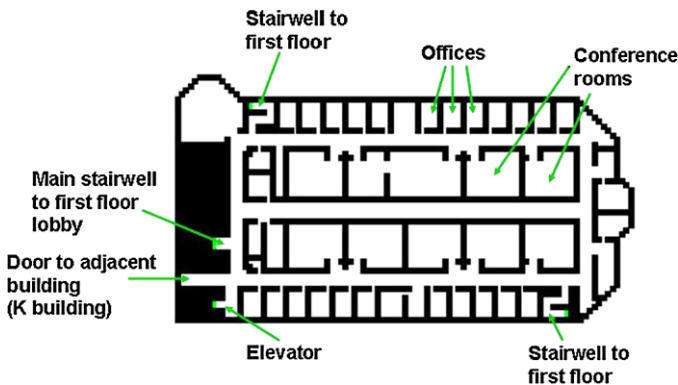 Stairwell to
first floor
Offices
Conference
rooms
Main stairwell
to first floor
lobby
Door to adjacent
building
(K building)
Elevator
Stairwell to
first floor